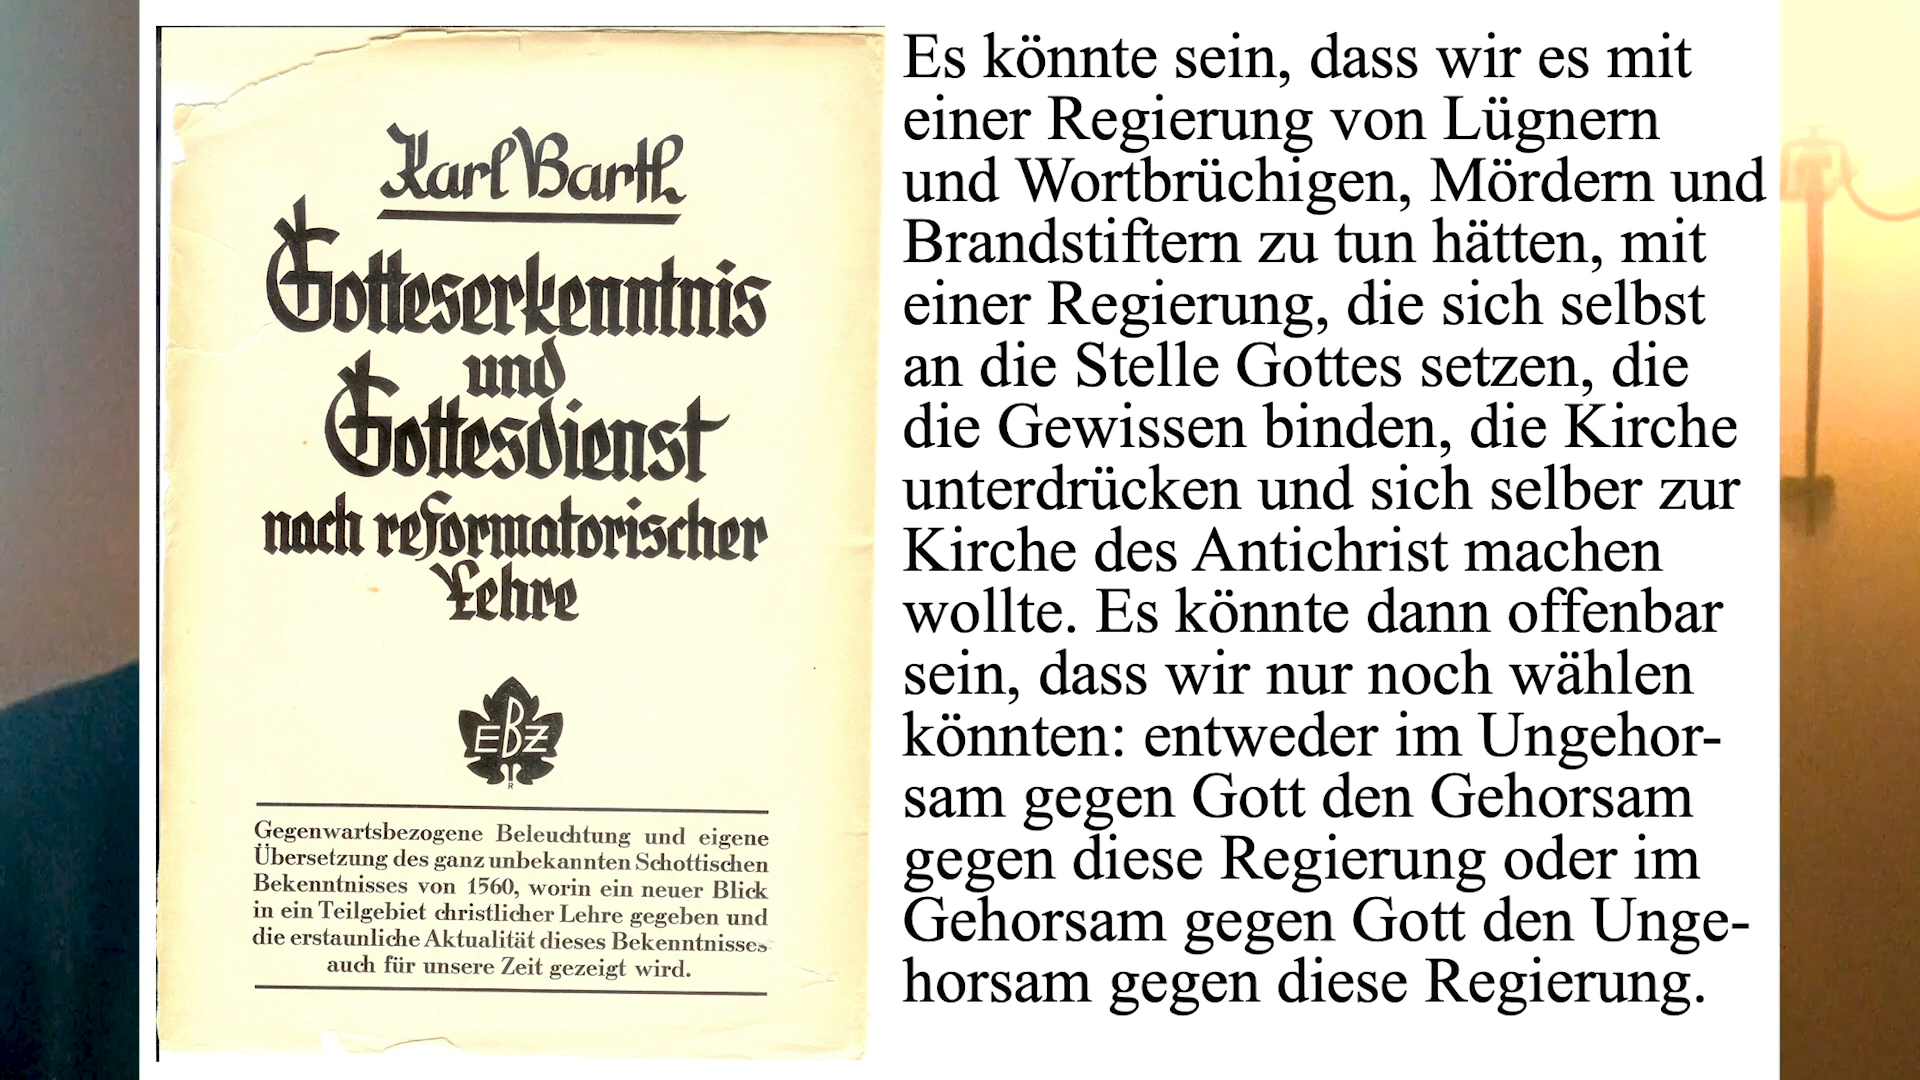 Karl Barth
Gotteserkenntnis
und
Gottesdienst
nach reformatorischer
Lehre
EBZ
R
Gegenwartsbezogene Beleuchtung und eigene
Übersetzung des ganz unbekannten Schottischen
Bekenntnisses von 1560, worin ein neuer Blick
in ein Teilgebiet christlicher Lehre gegeben und
die erstaunliche Aktualität dieses Bekenntnisses
auch für unsere Zeit gezeigt wird.
Es könnte sein, dass wir es mit
einer Regierung von Lügnern
und Wortbrüchigen, Mördern und
Brandstiftern zu tun hätten, mit
einer Regierung, die sich selbst
an die Stelle Gottes setzen, die
die Gewissen binden, die Kirche
unterdrücken und sich selber zur
Kirche des Antichrist machen
wollte. Es könnte dann offenbar
sein, dass wir nur noch wählen
könnten: entweder im Ungehor-
sam gegen Gott den Gehorsam
gegen diese Regierung oder im
Gehorsam gegen Gott den Unge-
horsam gegen diese Regierung.